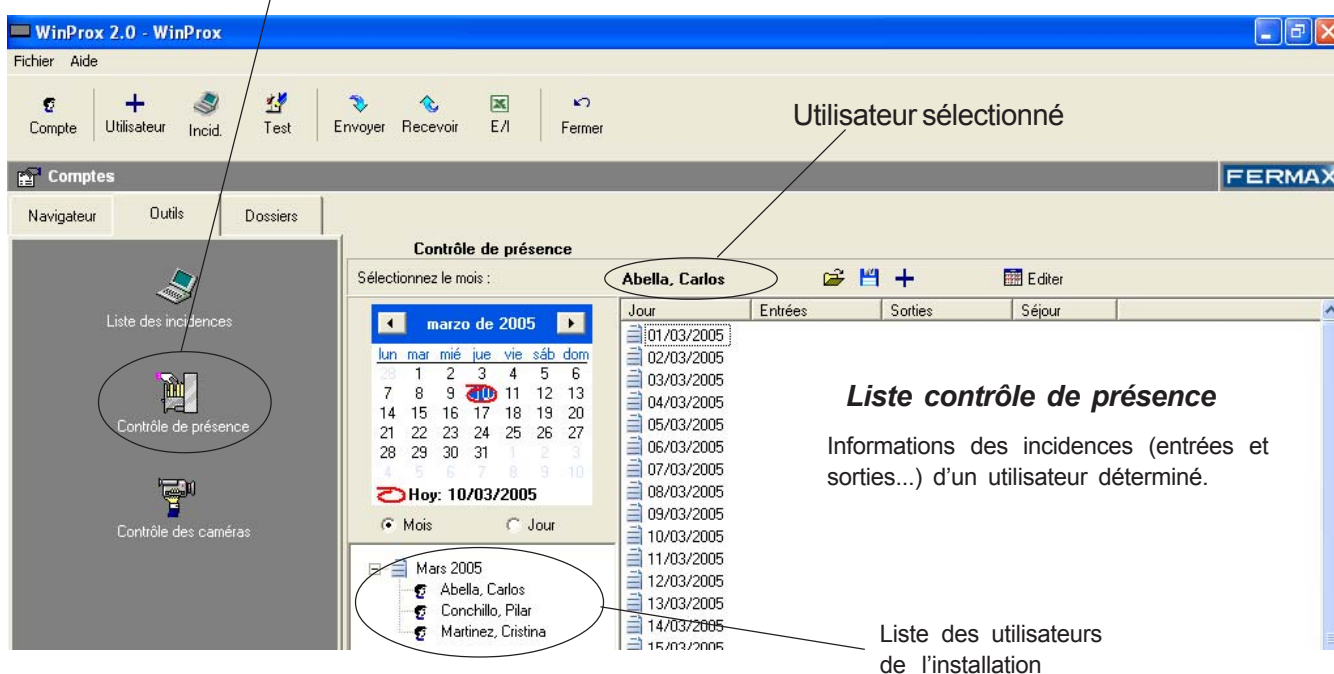 WinProx 2.0 - WinProx
Fichier Aide
Compte Utilisateur Incid. Test Envoyer Recevoir E/I Fermer
Utilisateur sélectionné
Comptes
FERMAX
Navigateur Outils Dossiers
Contrôle de présence
Sélectionnez le mois :
Abella, Carlos
Editer
Liste des incidences
Contrôle de présence
Contrôle des caméras
marzo de 2005
lun mar mié jue vie sáb dom
28 1 2 3 4 5 6
7 8 9 10 11 12 13
14 15 16 17 18 19 20
21 22 23 24 25 26 27
28 29 30 31 1 2 3
4 5 6 7 8 9 10
Hoy: 10/03/2005
Mois Jour
Mars 2005
Abella, Carlos
Conchillo, Pilar
Martinez, Cristina
Jour Entrées Sorties Séjour
01/03/2005
02/03/2005
03/03/2005
04/03/2005
05/03/2005
06/03/2005
07/03/2005
08/03/2005
09/03/2005
10/03/2005
11/03/2005
12/03/2005
13/03/2005
14/03/2005
15/03/2005
Liste contrôle de présence
Informations des incidences (entrées et
sorties...) d'un utilisateur déterminé.
Liste des utilisateurs
de l'installation